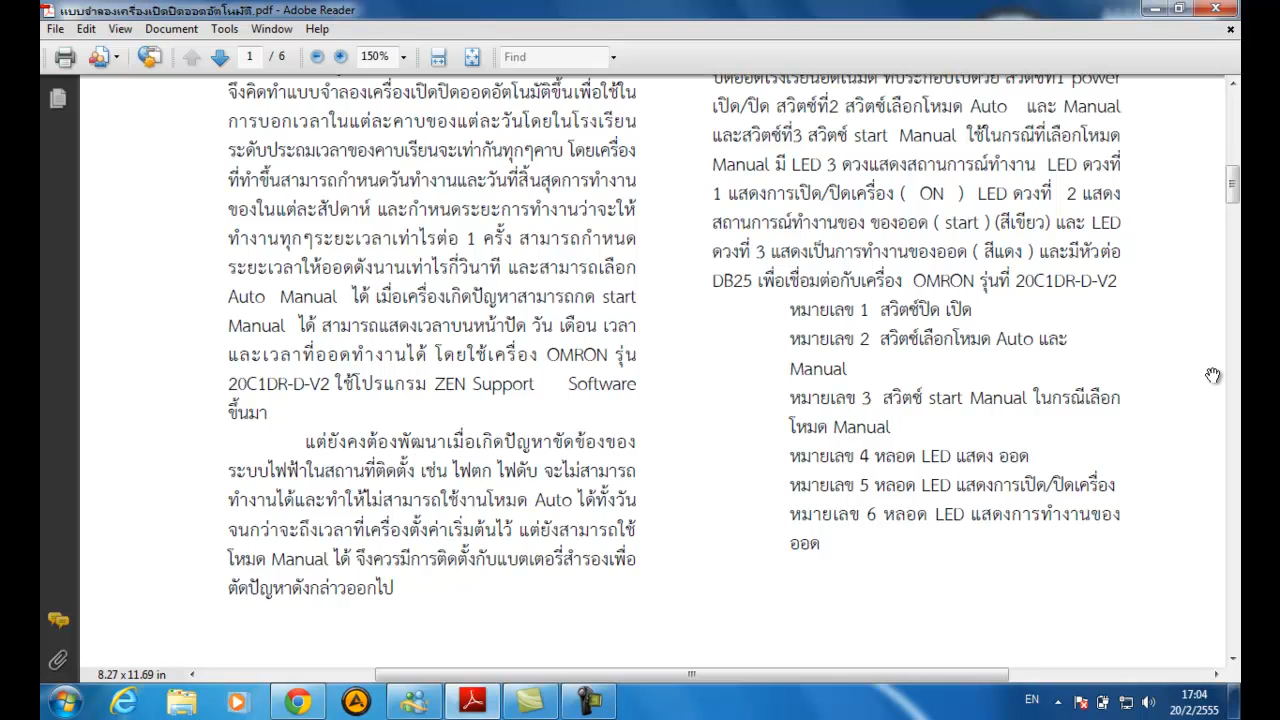 แบบจำลองเครื่องเปิดปิดออดอัตโนมัติ.pdf - Adobe Reader
File Edit View Document Tools Window Help
1 / 6 150% Find
จึงคิดทำแบบจำลองเครื่องเปิดปิดออดอัตโนมัติขึ้นเพื่อใช้ใน
การบอกเวลาในแต่ละคาบของแต่ละวันโดยในโรงเรียน
ระดับประถมเวลาของคาบเรียนจะเท่ากันทุกๆคาบ โดยเครื่อง
ที่ทำขึ้นสามารถกำหนดวันทำงานและวันที่สิ้นสุดการทำงาน
ของในแต่ละสัปดาห์ และกำหนดระยะการทำงานว่าจะให้
ทำงานทุกๆระยะเวลาเท่าไรต่อ 1 ครั้ง สามารถกำหนด
ระยะเวลาให้ออดดังนานเท่าไรกี่วินาที และสามารถเลือก
Auto Manual ได้ เมื่อเครื่องเกิดปัญหาสามารถกด start
Manual ได้ สามารถแสดงเวลาบนหน้าปัด วัน เดือน เวลา
และเวลาที่ออดทำงานได้ โดยใช้เครื่อง OMRON รุ่น
20C1DR-D-V2 ใช้โปรแกรม ZEN Support Software
ขึ้นมา
แต่ยังคงต้องพัฒนาเมื่อเกิดปัญหาขัดข้องของ
ระบบไฟฟ้าในสถานที่ติดตั้ง เช่น ไฟตก ไฟดับ จะไม่สามารถ
ทำงานได้และทำให้ไม่สามารถใช้งานโหมด Auto ได้ทั้งวัน
จนกว่าจะถึงเวลาที่เครื่องตั้งค่าเริ่มต้นไว้ แต่ยังสามารถใช้
โหมด Manual ได้ จึงควรมีการติดตั้งกับแบตเตอรี่สำรองเพื่อ
ตัดปัญหาดังกล่าวออกไป
ปิดออดโรงเรียนอัตโนมัติ ที่ประกอบไปด้วย สวิตซ์ที่1 power
เปิด/ปิด สวิตซ์ที่2 สวิตซ์เลือกโหมด Auto และ Manual
และสวิตซ์ที่3 สวิตซ์ start Manual ใช้ในกรณีที่เลือกโหมด
Manual มี LED 3 ดวงแสดงสถานการณ์ทำงาน LED ดวงที่
1 แสดงการเปิด/ปิดเครื่อง ( ON ) LED ดวงที่ 2 แสดง
สถานการณ์ทำงานของ ของออด ( start ) (สีเขียว) และ LED
ดวงที่ 3 แสดงเป็นการทำงานของออด ( สีแดง ) และมีหัวต่อ
DB25 เพื่อเชื่อมต่อกับเครื่อง OMRON รุ่นที่ 20C1DR-D-V2
หมายเลข 1 สวิตซ์ปิด เปิด
หมายเลข 2 สวิตซ์เลือกโหมด Auto และ
Manual
หมายเลข 3 สวิตซ์ start Manual ในกรณีเลือก
โหมด Manual
หมายเลข 4 หลอด LED แสดง ออด
หมายเลข 5 หลอด LED แสดงการเปิด/ปิดเครื่อง
หมายเลข 6 หลอด LED แสดงการทำงานของ
ออด
8.27 x 11.69 in
EN
17:04
20/2/2555